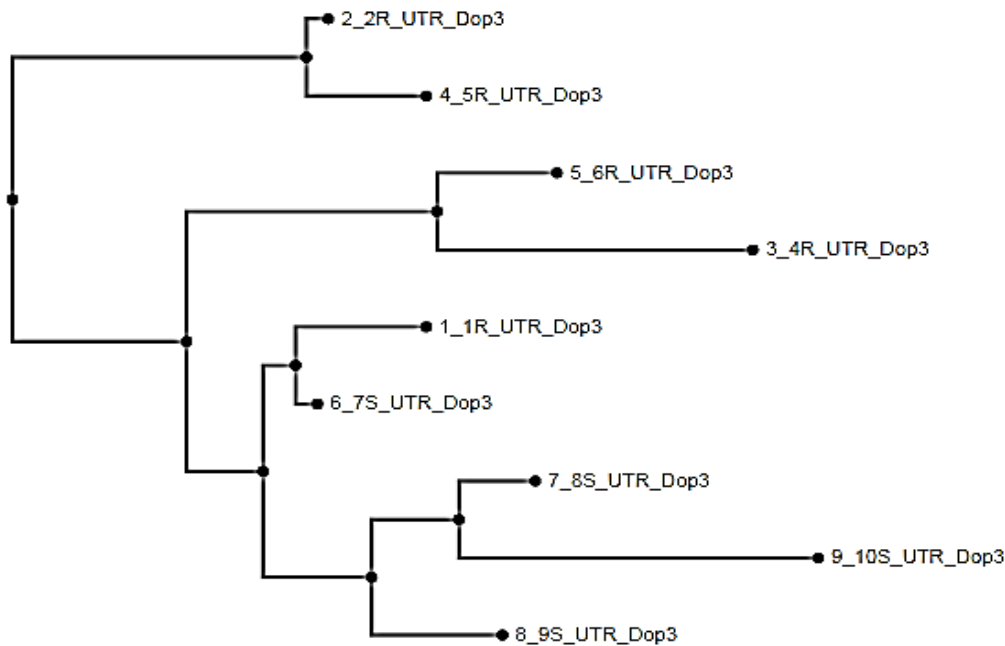 2_2R_UTR_Dop3
4_5R_UTR_Dop3
5_6R_UTR_Dop3
3_4R_UTR_Dop3
1_1R_UTR_Dop3
6_7S_UTR_Dop3
7_8S_UTR_Dop3
9_10S_UTR_Dop3
8_9S_UTR_Dop3